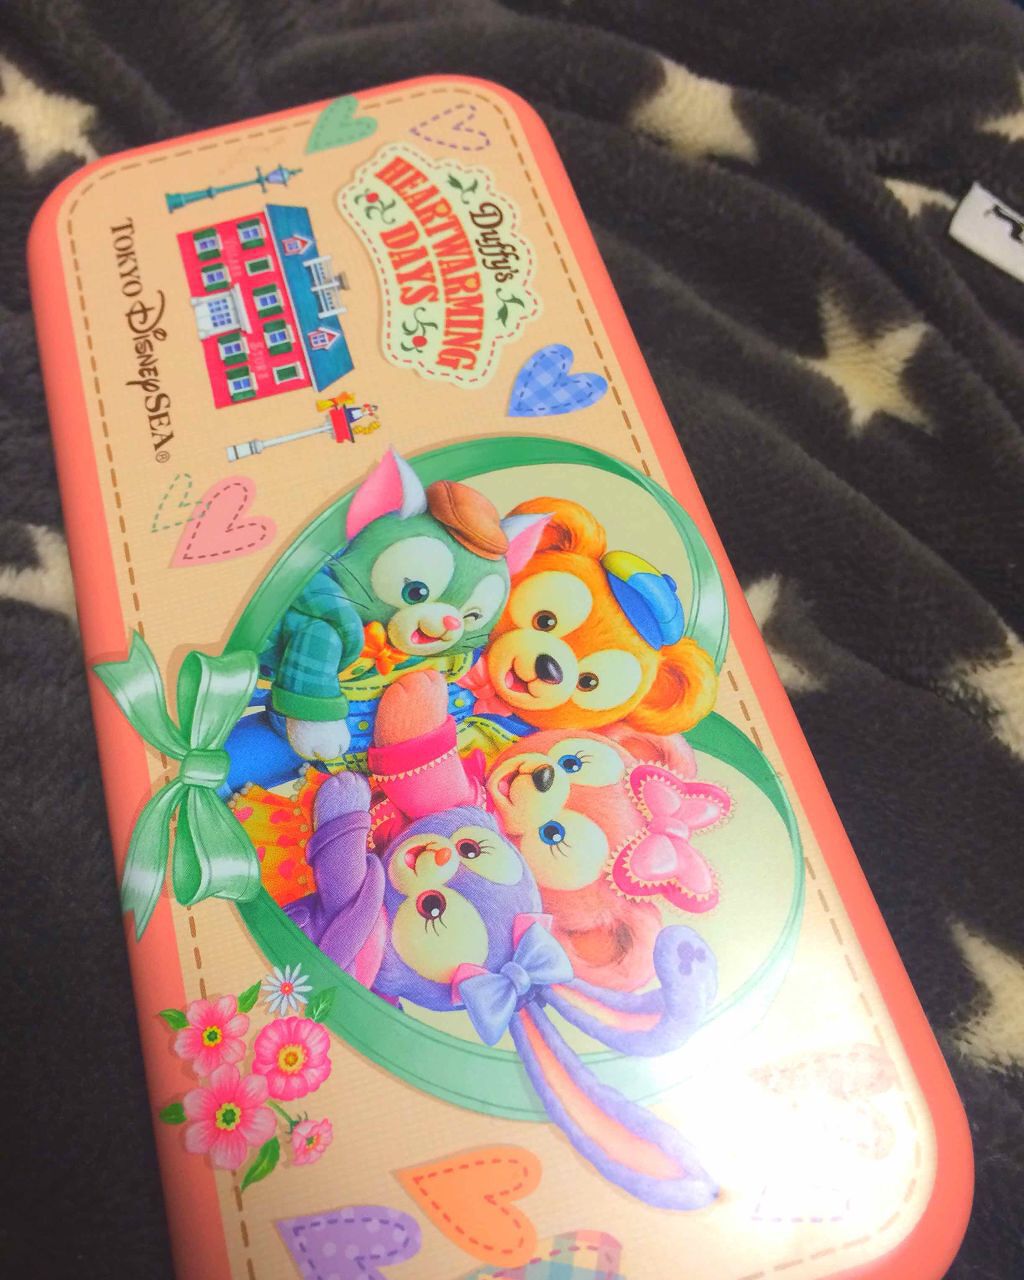 Duffy's
HEARTWARMING
DAYS
TOKYO DISNEYSEA®